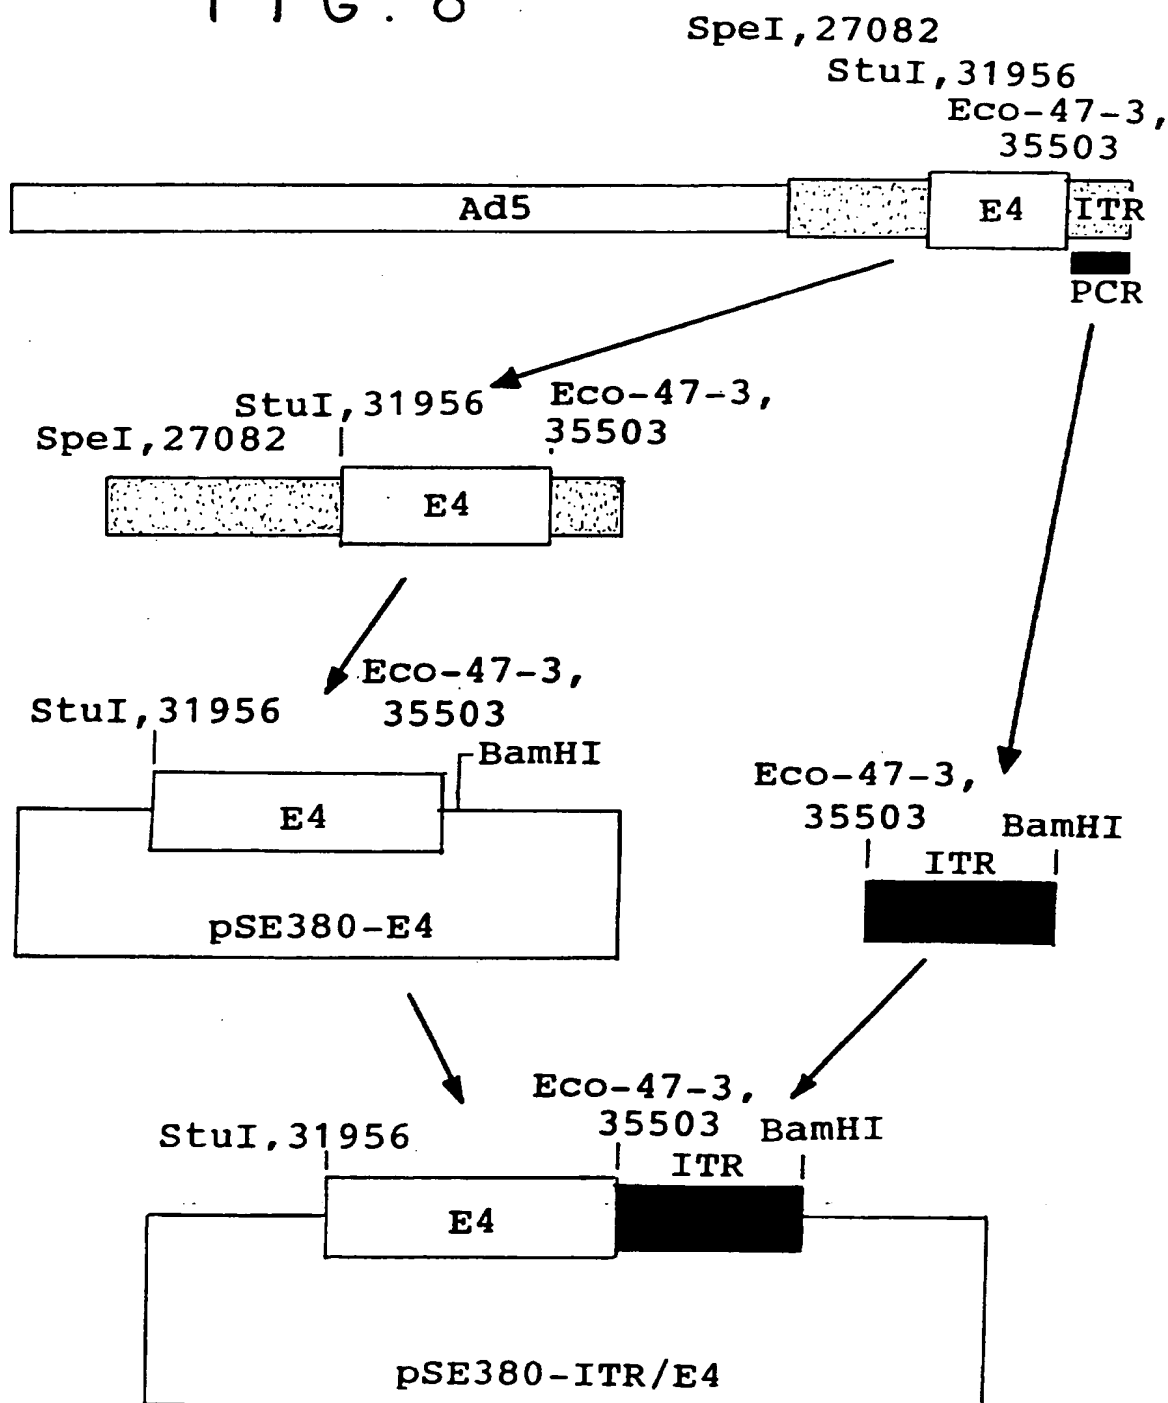 FIG. 8
SpeI,27082
StuI,31956
Eco-47-3,
35503
Ad5
E4
ITR
PCR
StuI,31956
Eco-47-3,
35503
SpeI,27082
E4
Eco-47-3,
35503
StuI,31956
BamHI
E4
pSE380-E4
Eco-47-3,
35503
BamHI
ITR
Eco-47-3,
35503
BamHI
StuI,31956
ITR
E4
pSE380-ITR/E4